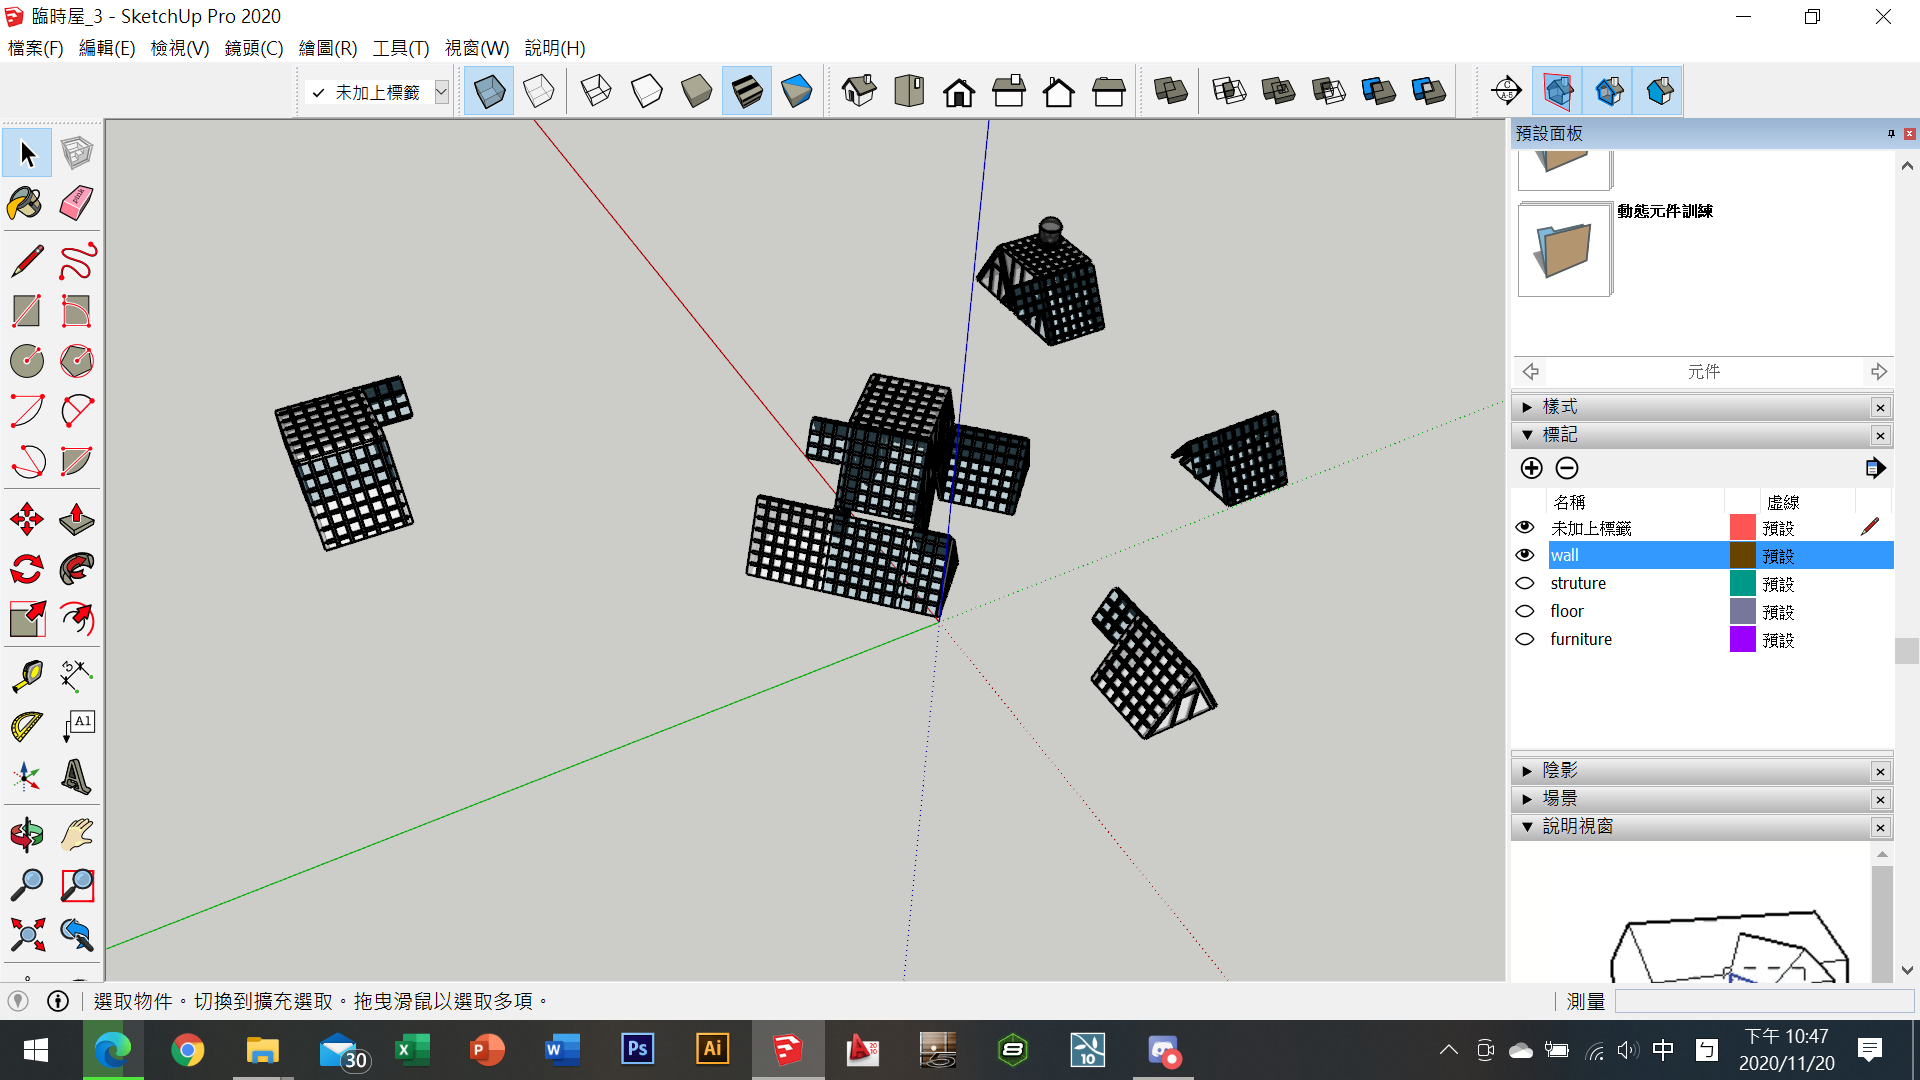 臨時屋_3 - SketchUp Pro 2020
檔案(F) 編輯(E) 檢視(V) 鏡頭(C) 繪圖(R) 工具(T) 視窗(W) 說明(H)
未加上標籤
預設面板
動態元件訓練
元件
樣式
標記
名稱 虛線
未加上標籤 預設
wall 預設
struture 預設
floor 預設
furniture 預設
陰影
場景
說明視窗
A1
選取物件。切換到擴充選取。拖曳滑鼠以選取多項。
測量
30
Ps
Ai
10
中
下午 10:47
2020/11/20